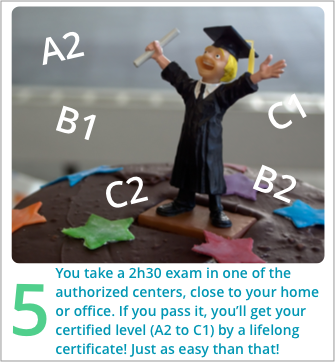 A2
B1
C1
C2
B2
5
You take a 2h30 exam in one of the
authorized centers, close to your home
or office. If you pass it, you'll get your
certified level (A2 to C1) by a lifelong
certificate! Just as easy than that!